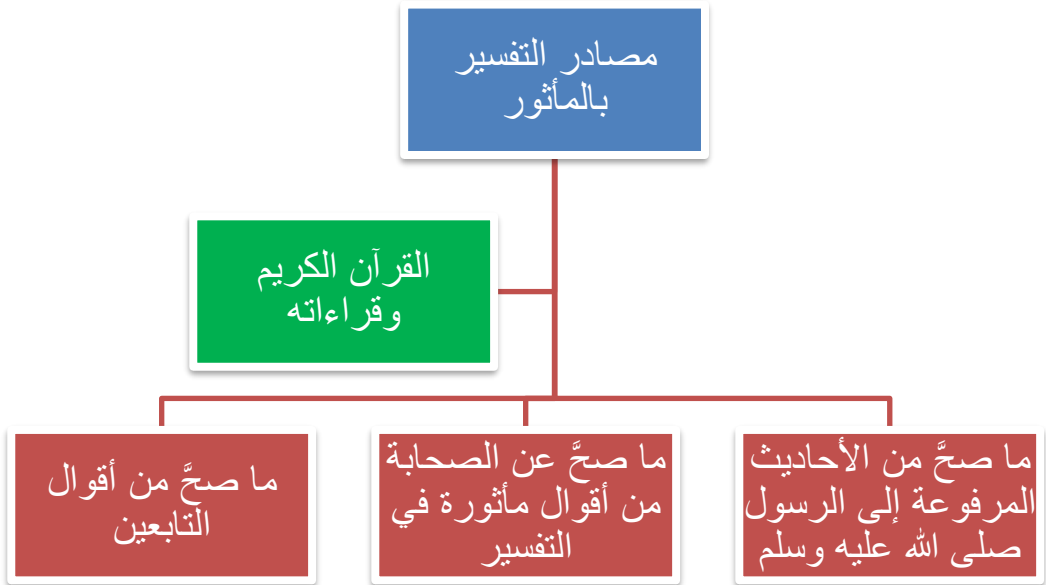 مصادر التفسير
بالمأثور
القرآن الكريم
وقراءاته
ما صحَّ من الأحاديث
المرفوعة إلى الرسول
صلى الله عليه وسلم
ما صحَّ عن الصحابة
من أقوال مأثورة في
التفسير
ما صحَّ من أقوال
التابعين